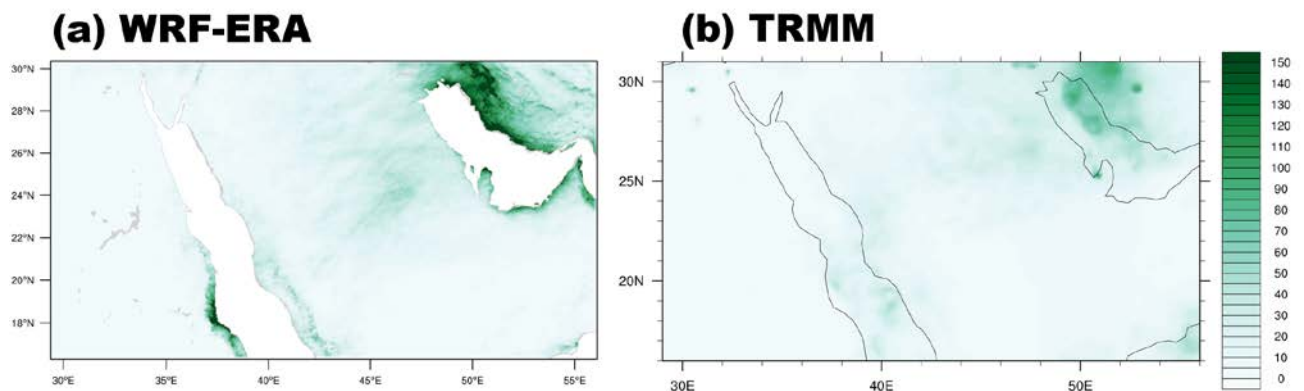 (a) WRF-ERA
(b) TRMM
30°N
28°N
26°N
24°N
22°N
20°N
18°N
30°E
35°E
40°E
45°E
50°E
55°E
30N
25N
20N
30E
40E
50E
150
140
130
120
110
100
90
80
70
60
50
40
30
20
10
0